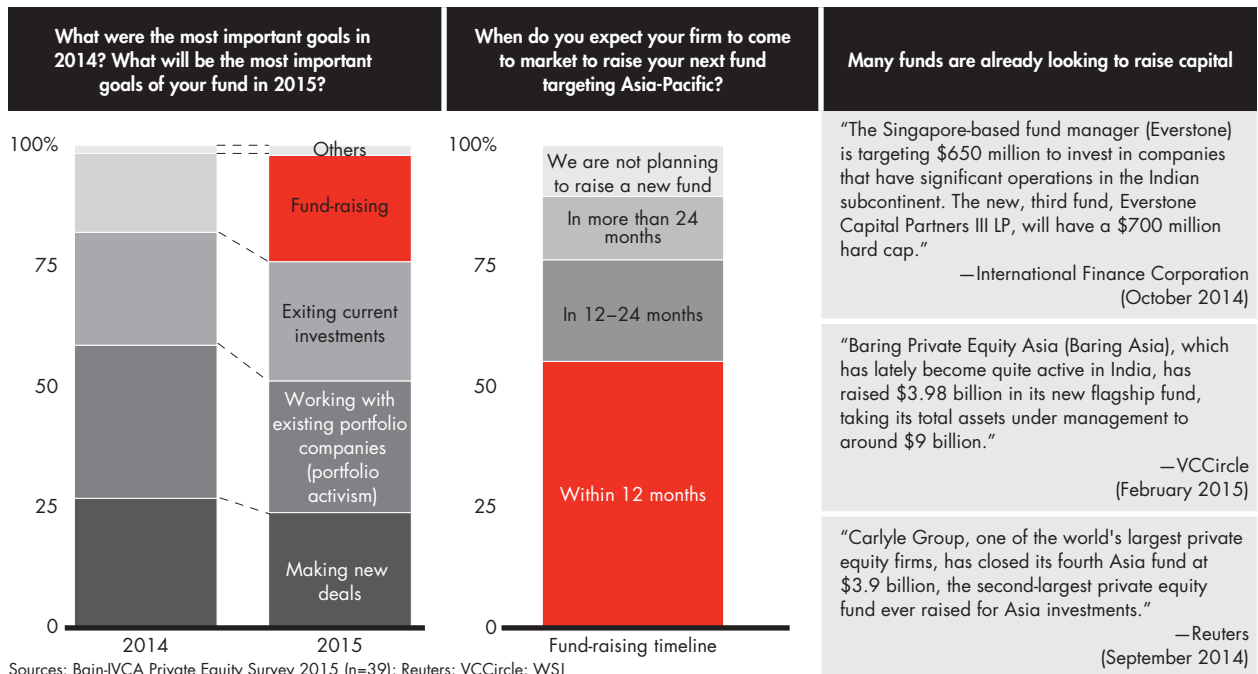 What were the most important goals in
2014? What will be the most important
goals of your fund in 2015?
100%
75
50
25
0
Others
Fund-raising
Exiting current
investments
Working with
existing portfolio
companies
(portfolio
activism)
Making new
deals
2014
2015
When do you expect your firm to come
to market to raise your next fund
targeting Asia-Pacific?
100%
75
50
25
0
We are not planning
to raise a new fund
In more than 24
months
In 12–24 months
Within 12 months
Fund-raising timeline
Many funds are already looking to raise capital
“The Singapore-based fund manager (Everstone)
is targeting $650 million to invest in companies
that have significant operations in the Indian
subcontinent. The new, third fund, Everstone
Capital Partners III LP, will have a $700 million
hard cap.”
—International Finance Corporation
(October 2014)
“Baring Private Equity Asia (Baring Asia), which
has lately become quite active in India, has
raised $3.98 billion in its new flagship fund,
taking its total assets under management to
around $9 billion.”
—VCCircle
(February 2015)
“Carlyle Group, one of the world's largest private
equity firms, has closed its fourth Asia fund at
$3.9 billion, the second-largest private equity
fund ever raised for Asia investments.”
—Reuters
(September 2014)
Sources: Bain-IVCA Private Equity Survey 2015 (n=39); Reuters; VCCircle; WSJ